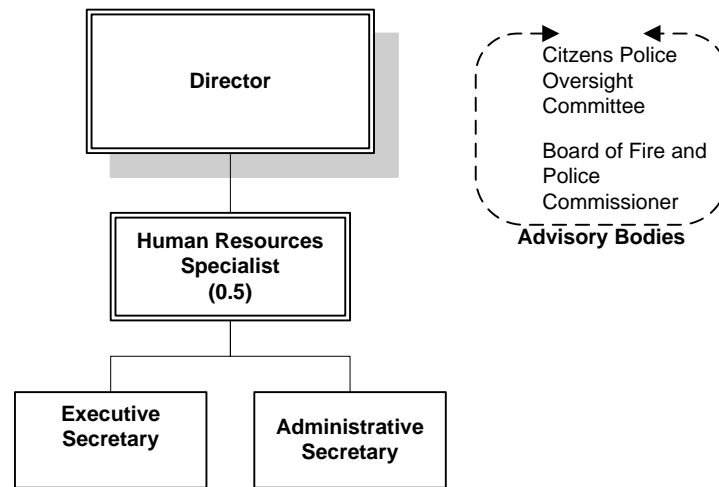 Director
Citzens Police
Oversight
Committee
Board of Fire and
Police
Commissioner
Advisory Bodies
Human Resources
Specialist
(0.5)
Executive
Secretary
Administrative
Secretary